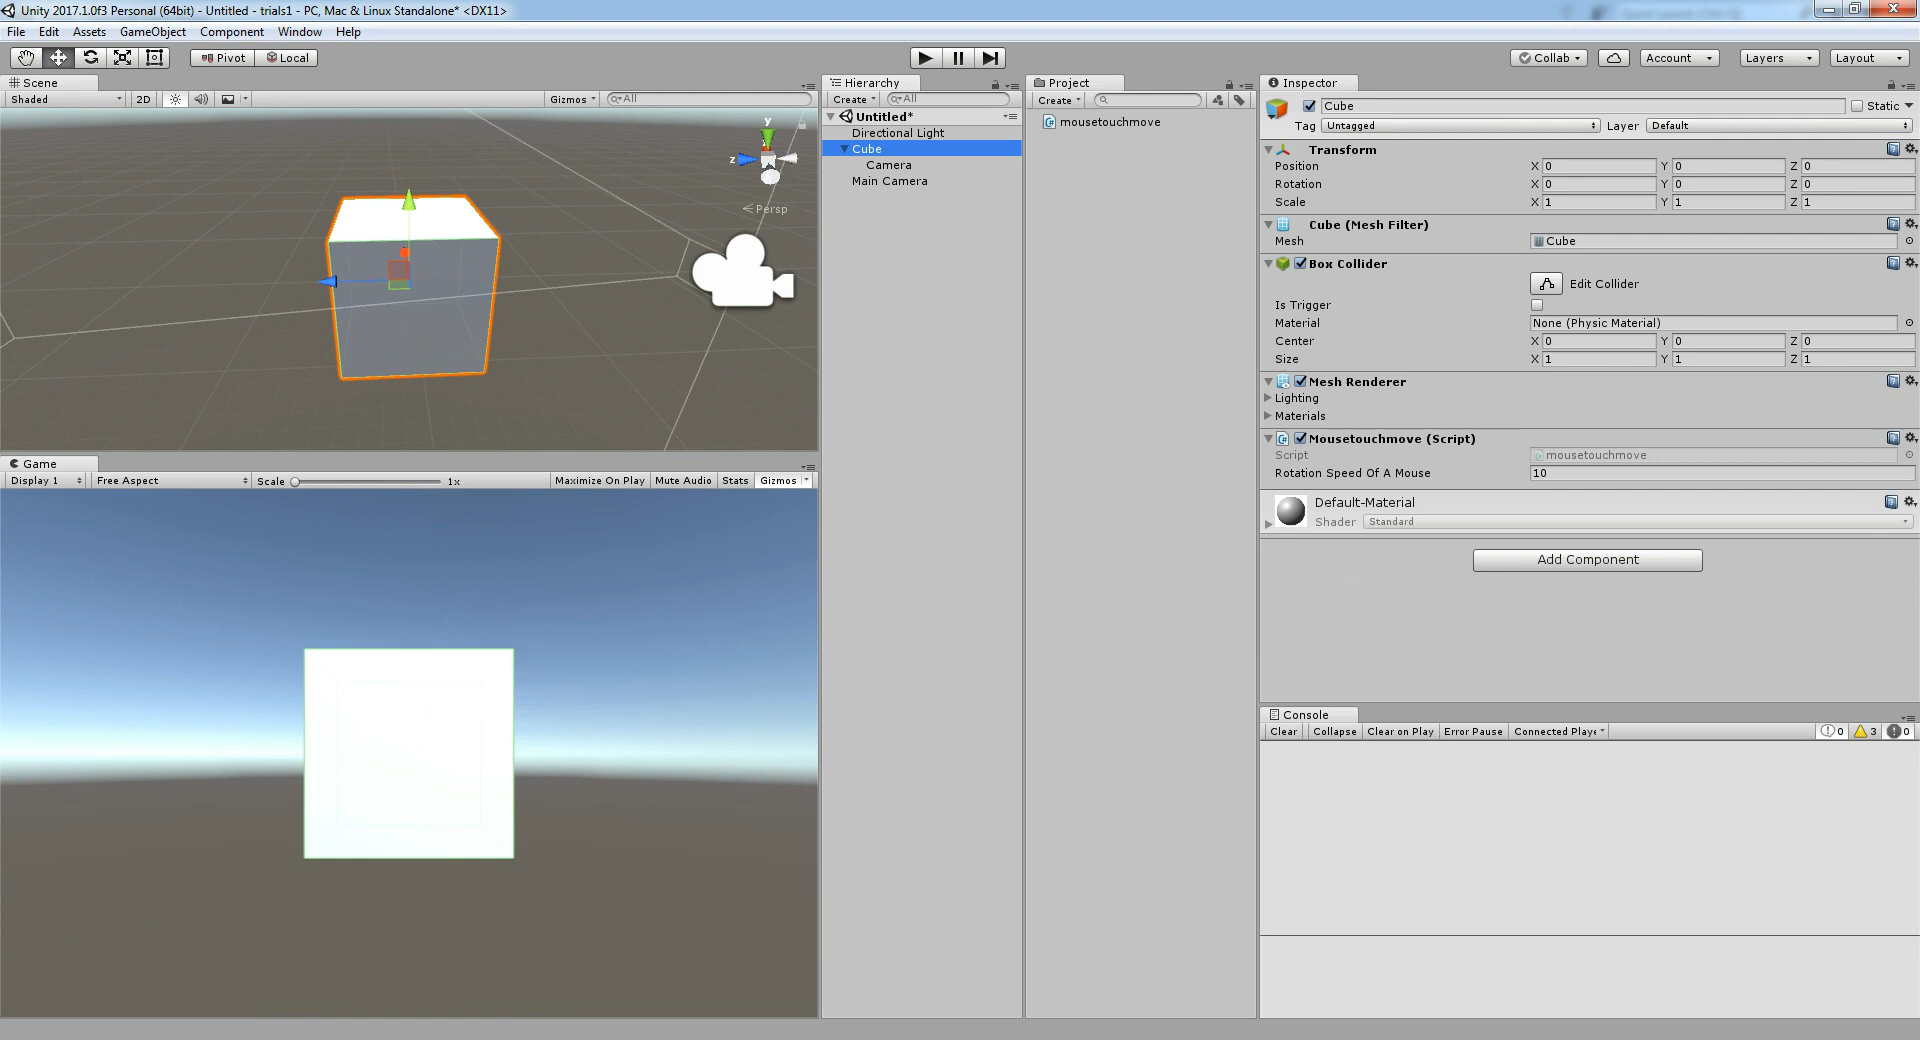 Unity 2017.1.0f3 Personal (64bit) - Untitled - trials1 - PC, Mac & Linux Standalone* <DX11>
File Edit Assets GameObject Component Window Help
Pivot Local Collab Account Layers Layout
Scene
Shaded 2D Gizmos All
y
z
Persp
Game
Display 1 Free Aspect Scale 1x Maximize On Play Mute Audio Stats Gizmos
Hierarchy
Create All
Untitled*
Directional Light
Cube
Camera
Main Camera
Project
Create
mousetouchmove
Inspector
Cube Static
Tag Untagged Layer Default
Transform
Position X 0 Y 0 Z 0
Rotation X 0 Y 0 Z 0
Scale X 1 Y 1 Z 1
Cube (Mesh Filter)
Mesh Cube
Box Collider
Edit Collider
Is Trigger
Material None (Physic Material)
Center X 0 Y 0 Z 0
Size X 1 Y 1 Z 1
Mesh Renderer
Lighting
Materials
Mousetouchmove (Script)
Script mousetouchmove
Rotation Speed Of A Mouse 10
Default-Material
Shader Standard
Add Component
Console
Clear Collapse Clear on Play Error Pause Connected Playe 0 3 0